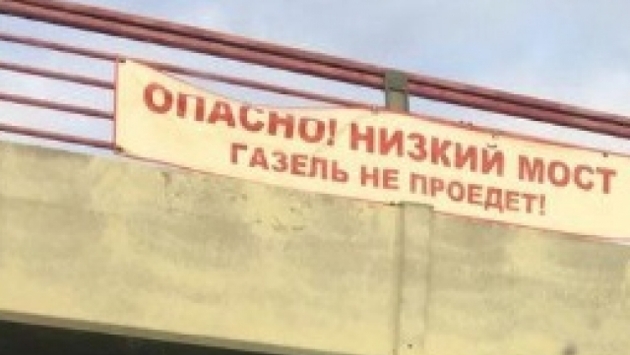 ОПАСНО! НИЗКИЙ МОСТ
ГАЗЕЛЬ НЕ ПРОЕДЕТ!